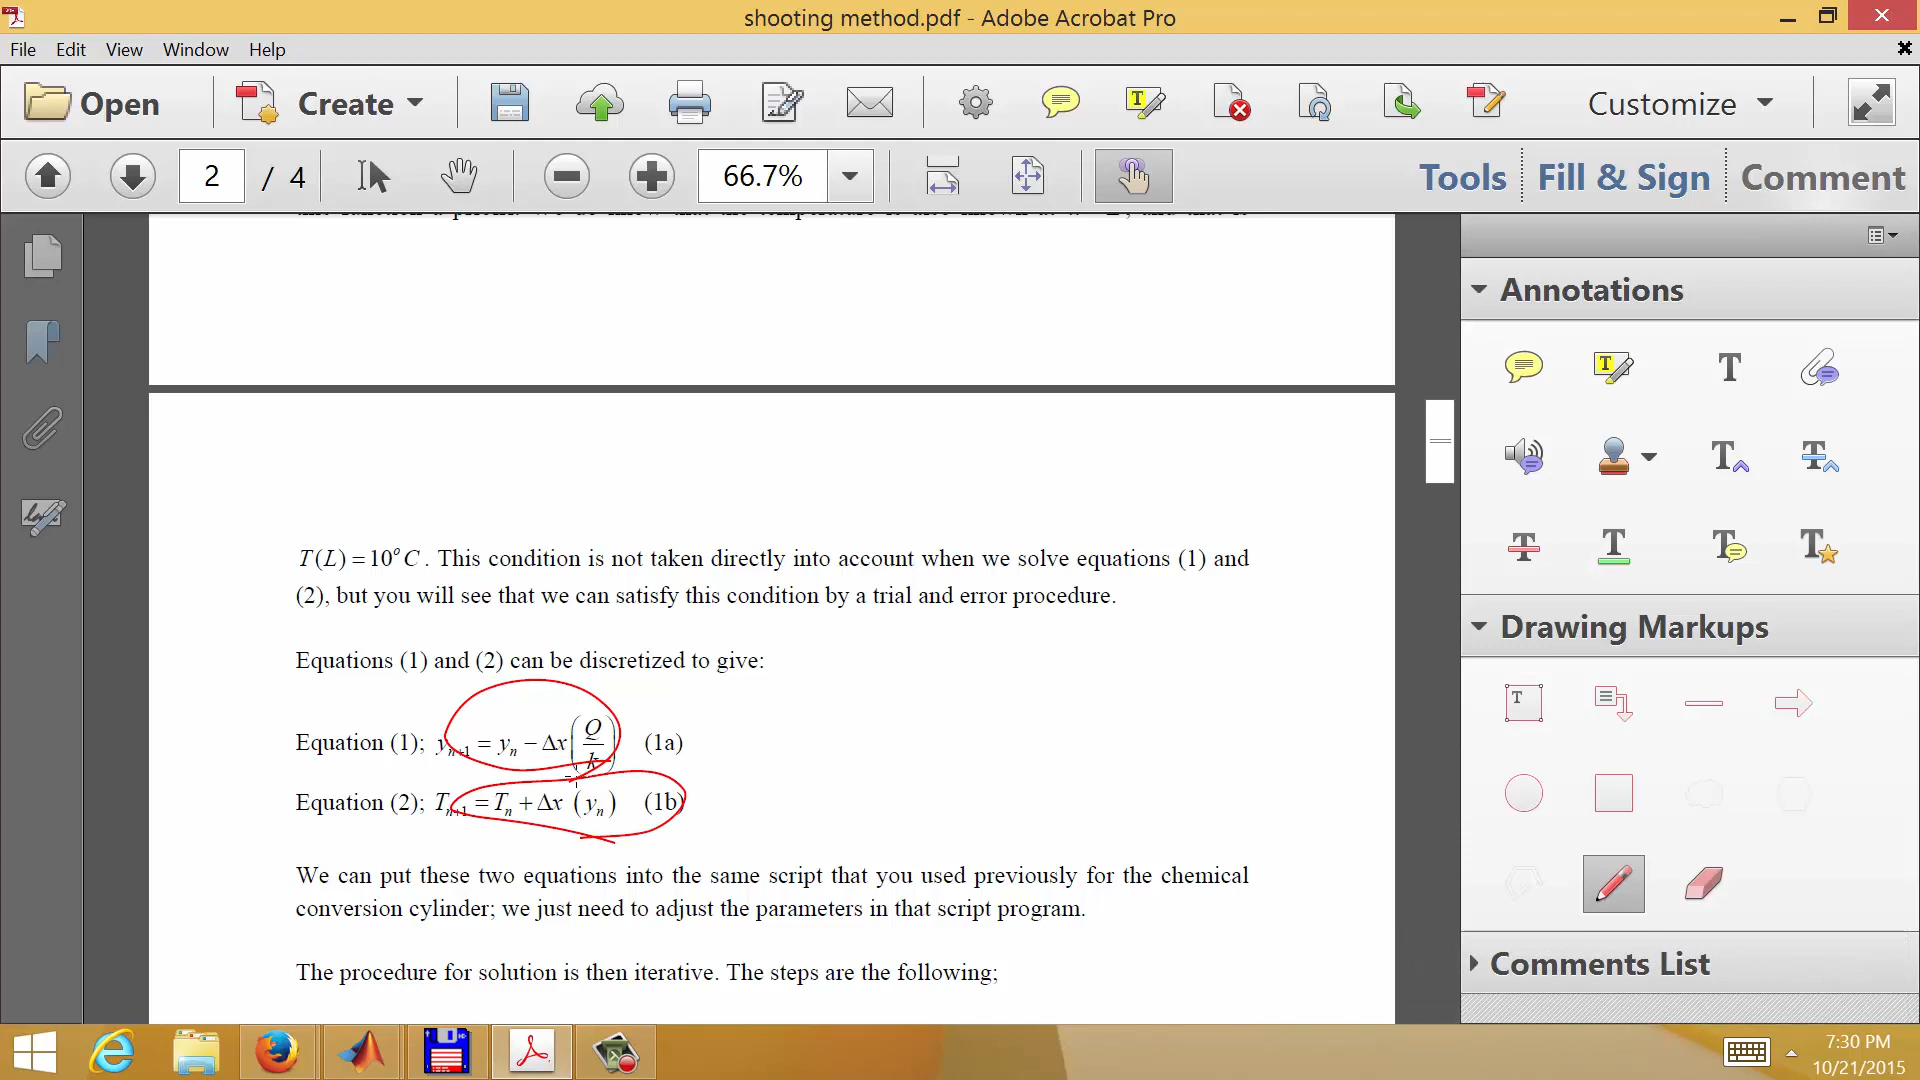 shooting method.pdf - Adobe Acrobat Pro
File Edit View Window Help
Open Create Customize
2 / 4 66.7% Tools Fill & Sign Comment
T(L) = 10°C. This condition is not taken directly into account when we solve equations (1) and
(2), but you will see that we can satisfy this condition by a trial and error procedure.
Equations (1) and (2) can be discretized to give:
Equation (1); yₙ₊₁ = yₙ − Δx(Q/k) (1a)
Equation (2); Tₙ₊₁ = Tₙ + Δx (yₙ) (1b)
We can put these two equations into the same script that you used previously for the chemical
conversion cylinder; we just need to adjust the parameters in that script program.
The procedure for solution is then iterative. The steps are the following;
Annotations
Drawing Markups
Comments List
7:30 PM
10/21/2015